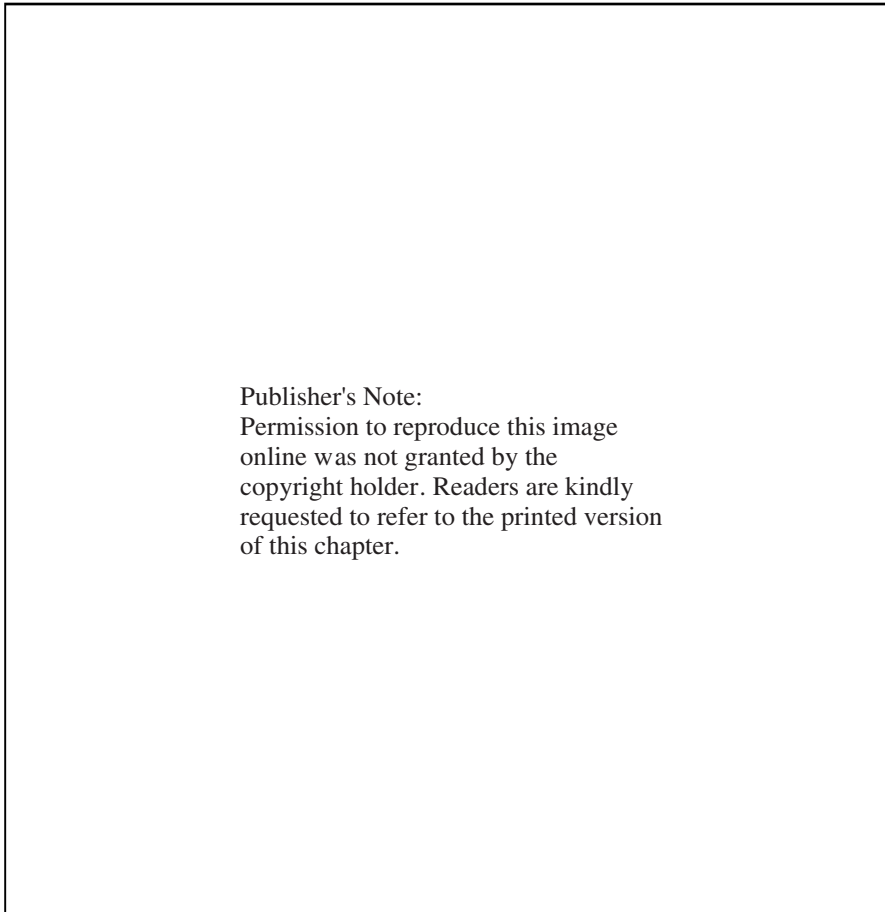 Publisher's Note:
Permission to reproduce this image
online was not granted by the
copyright holder. Readers are kindly
requested to refer to the printed version
of this chapter.